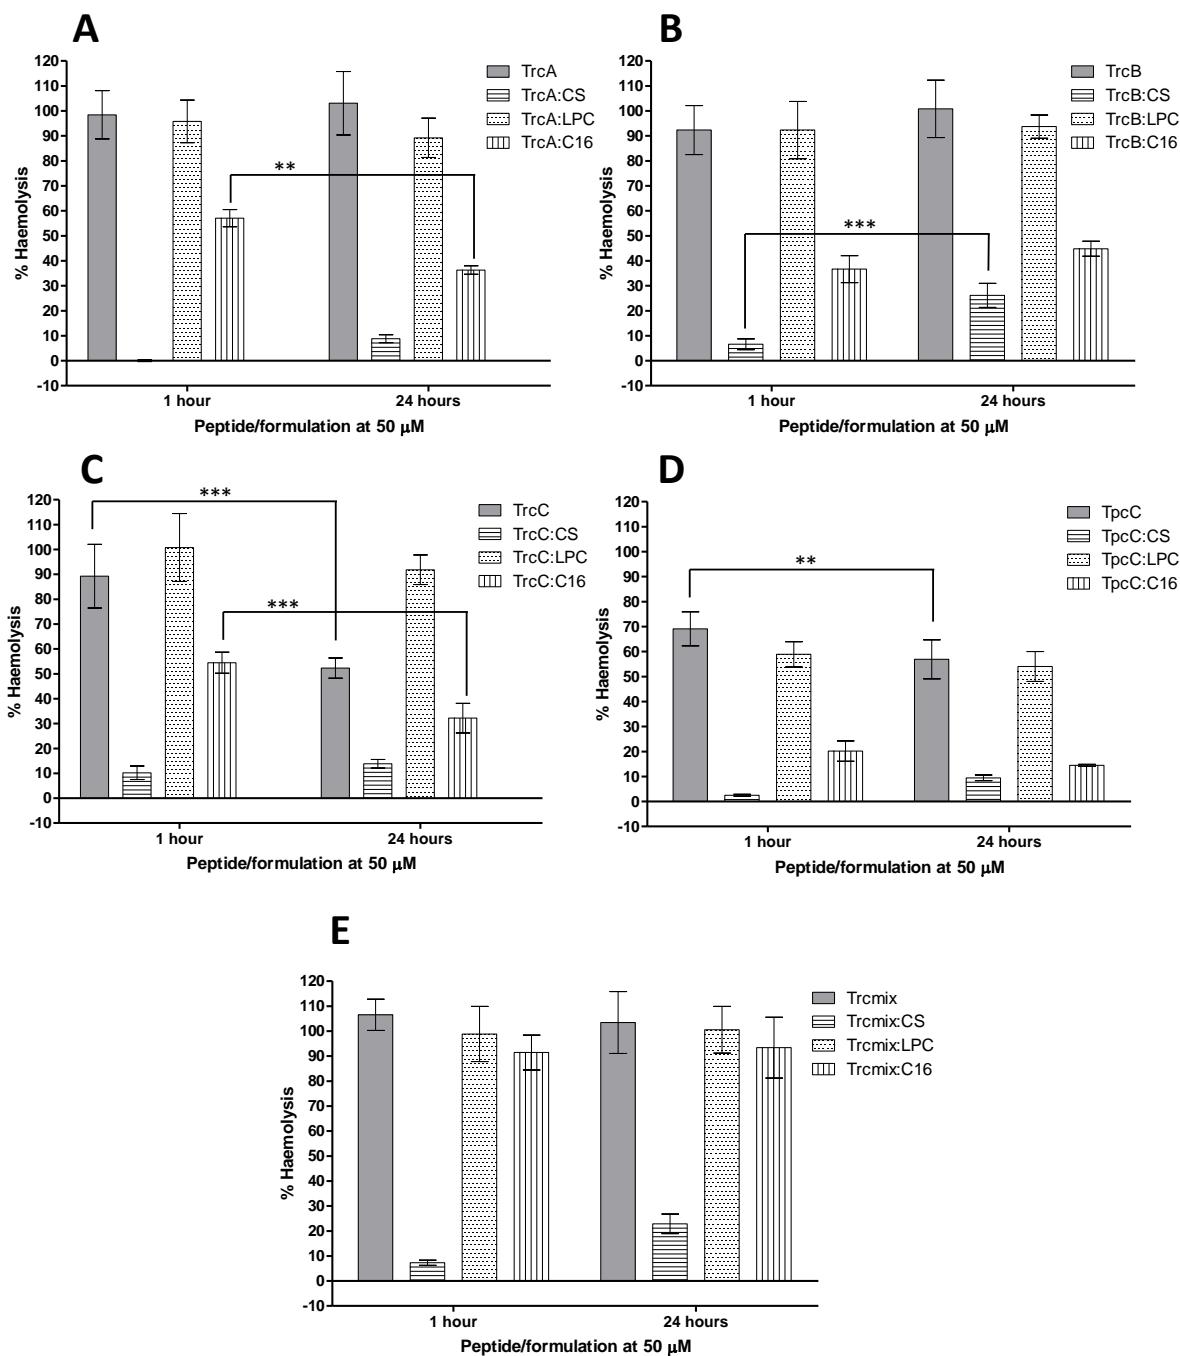 A
120
110
100
90
80
70
60
50
40
30
20
10
0
-10
% Haemolysis
TrcA
TrcA:CS
TrcA:LPC
TrcA:C16
**
1 hour
24 hours
Peptide/formulation at 50 μM
B
120
110
100
90
80
70
60
50
40
30
20
10
0
-10
% Haemolysis
TrcB
TrcB:CS
TrcB:LPC
TrcB:C16
***
1 hour
24 hours
Peptide/formulation at 50 μM
C
120
110
100
90
80
70
60
50
40
30
20
10
0
-10
% Haemolysis
***
TrcC
TrcC:CS
TrcC:LPC
TrcC:C16
***
1 hour
24 hours
Peptide/formulation at 50 μM
D
120
110
100
90
80
70
60
50
40
30
20
10
0
-10
% Haemolysis
TpcC
TpcC:CS
TpcC:LPC
TpcC:C16
**
1 hour
24 hours
Peptide/formulation at 50 μM
E
120
110
100
90
80
70
60
50
40
30
20
10
0
-10
% Haemolysis
Trcmix
Trcmix:CS
Trcmix:LPC
Trcmix:C16
1 hour
24 hours
Peptide/formulation at 50 μM